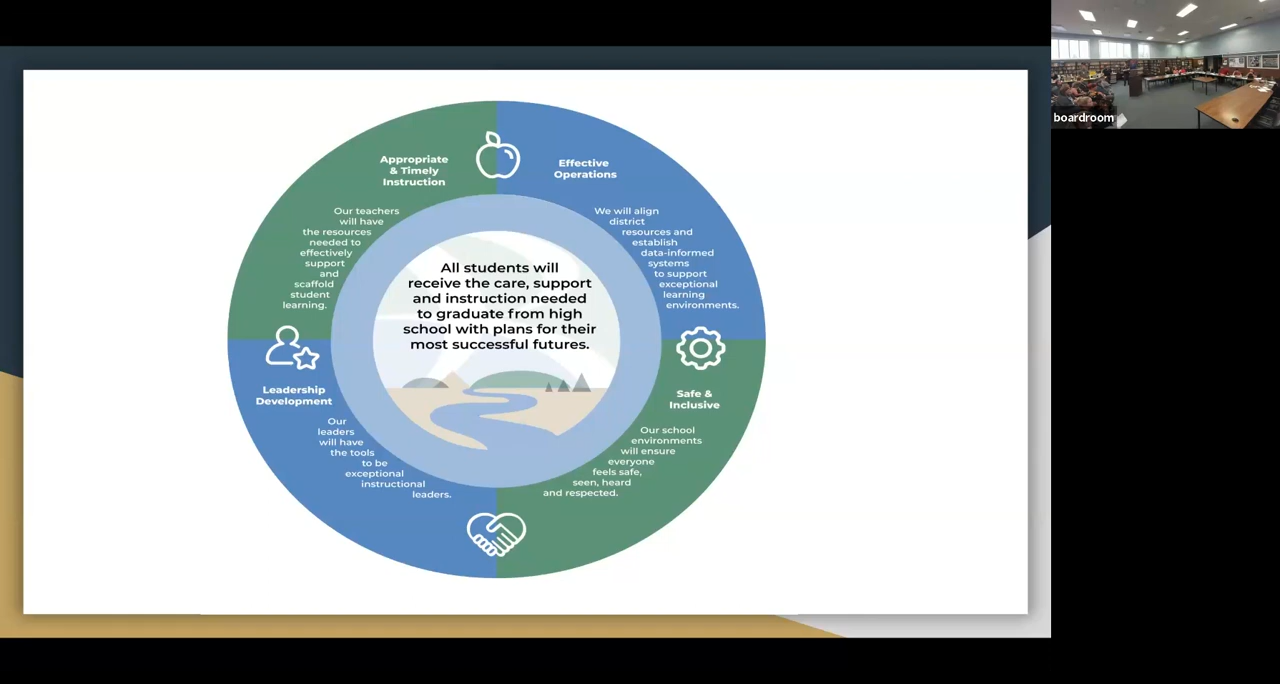 Appropriate
& Timely
Instruction
Our teachers
will have
the resources
needed to
effectively
support
and
scaffold
student
learning.
Effective
Operations
We will align
district
resources and
establish
data-informed
systems
to support
exceptional
learning
environments.
All students will
receive the care, support
and instruction needed
to graduate from high
school with plans for their
most successful futures.
Leadership
Development
Our
leaders
will have
the tools
to be
exceptional
instructional
leaders.
Safe &
Inclusive
Our school
environments
will ensure
everyone
feels safe,
seen, heard
and respected.
boardroom